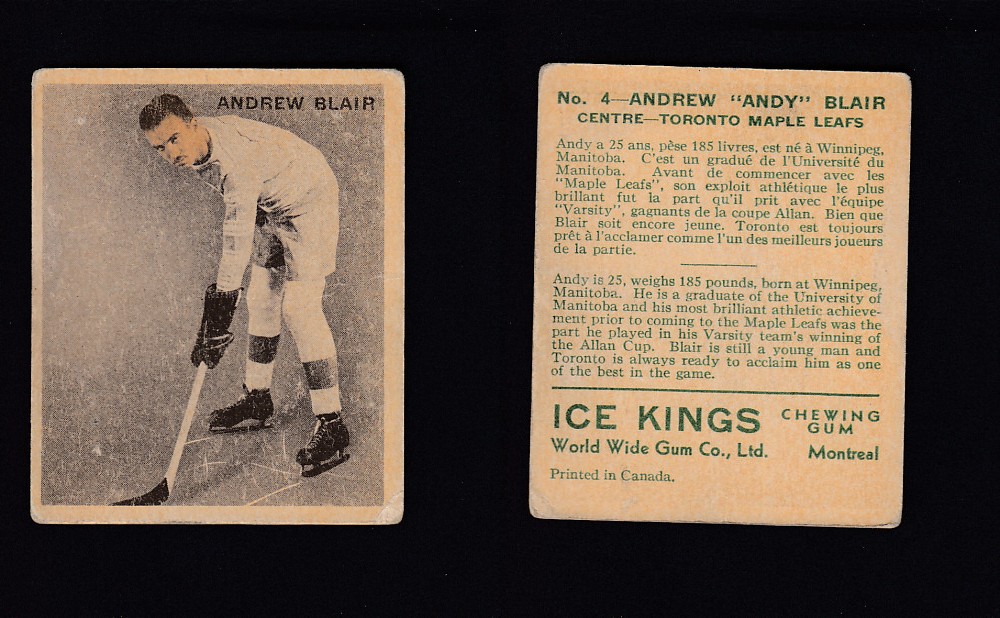 ANDREW BLAIR
No. 4—ANDREW "ANDY" BLAIR
CENTRE—TORONTO MAPLE LEAFS
Andy a 25 ans, pèse 185 livres, est né à Winnipeg,
Manitoba. C'est un gradué de l'Université du
Manitoba. Avant de commencer avec les
"Maple Leafs", son exploit athlétique le plus
brillant fut la part qu'il prit avec l'équipe
"Varsity", gagnants de la coupe Allan. Bien que
Blair soit encore jeune. Toronto est toujours
prêt à l'acclamer comme l'un des meilleurs joueurs
de la partie.
Andy is 25, weighs 185 pounds, born at Winnipeg,
Manitoba. He is a graduate of the University of
Manitoba and his most brilliant athletic achieve-
ment prior to coming to the Maple Leafs was the
part he played in his Varsity team's winning of
the Allan Cup. Blair is still a young man and
Toronto is always ready to acclaim him as one
of the best in the game.
ICE KINGS CHEWING GUM
World Wide Gum Co., Ltd. Montreal
Printed in Canada.